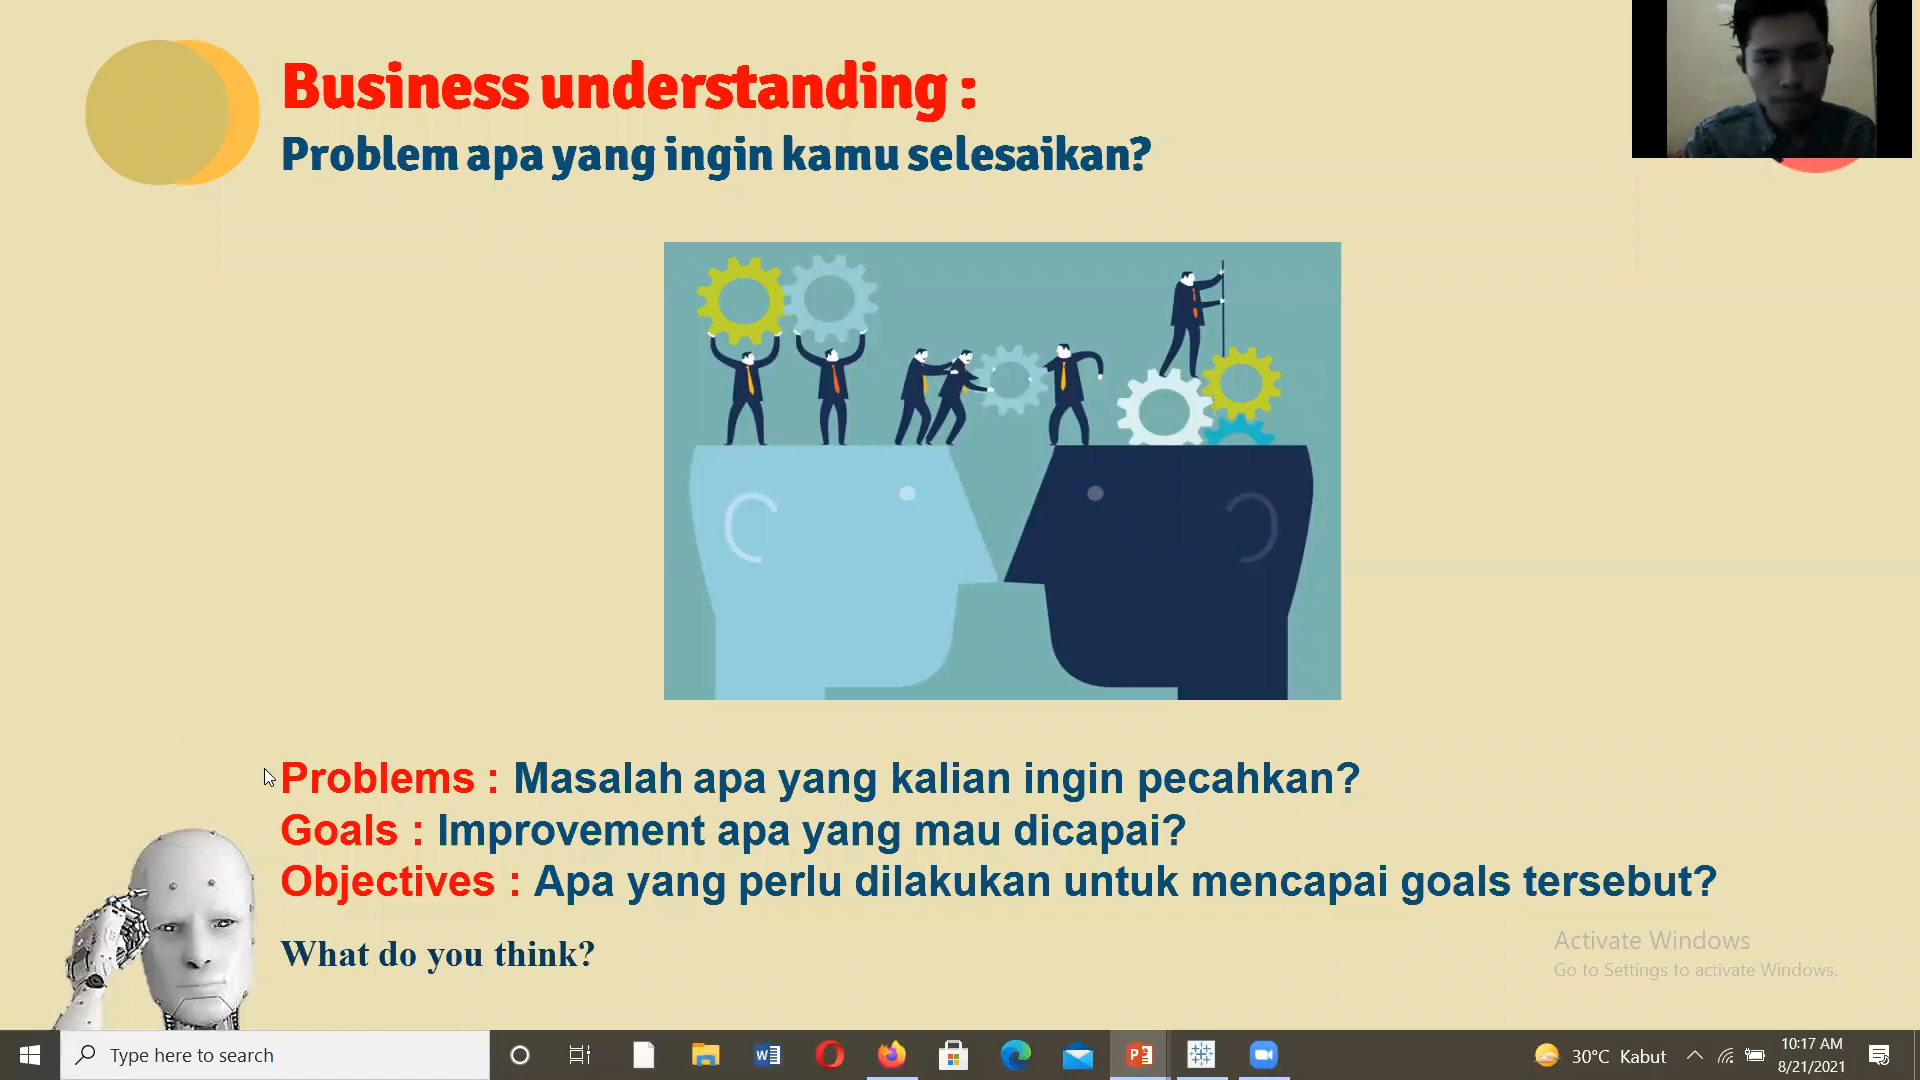 Business understanding :
Problem apa yang ingin kamu selesaikan?
Problems : Masalah apa yang kalian ingin pecahkan?
Goals : Improvement apa yang mau dicapai?
Objectives : Apa yang perlu dilakukan untuk mencapai goals tersebut?
What do you think?
Activate Windows
Go to Settings to activate Windows.
Type here to search
30°C Kabut
10:17 AM
8/21/2021